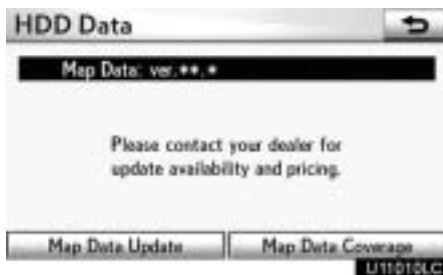 HDD Data
Map Data: ver.**.*
Please contact your dealer for
update availability and pricing.
Map Data Update
Map Data Coverage
U11010LC